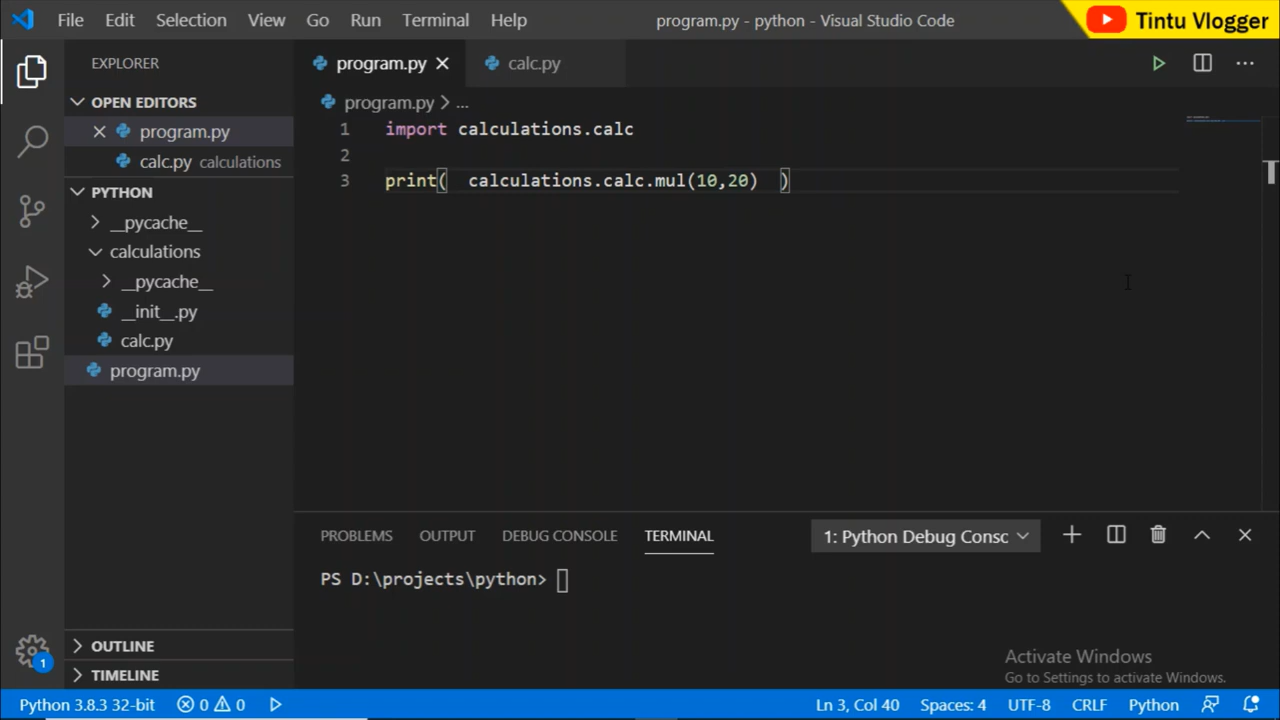 File Edit Selection View Go Run Terminal Help program.py - python - Visual Studio Code Tintu Vlogger
EXPLORER
OPEN EDITORS
program.py
calc.py calculations
PYTHON
__pycache__
calculations
__pycache__
__init__.py
calc.py
program.py
OUTLINE
TIMELINE
program.py calc.py
program.py > ...
1 import calculations.calc
2
3 print(  calculations.calc.mul(10,20)  )
PROBLEMS OUTPUT DEBUG CONSOLE TERMINAL 1: Python Debug Consc
PS D:\projects\python>
Activate Windows
Go to Settings to activate Windows.
1
Python 3.8.3 32-bit 0 0 Ln 3, Col 40 Spaces: 4 UTF-8 CRLF Python